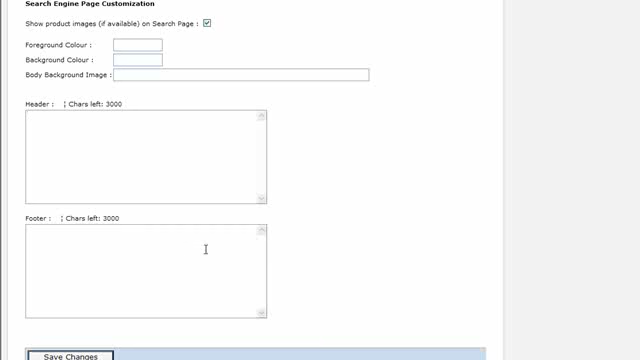 Search Engine Page Customization
Show product images (if available) on Search Page :
Foreground Colour :
Background Colour :
Body Background Image :
Header : ¦ Chars left: 3000
Footer : ¦ Chars left: 3000
Save Changes